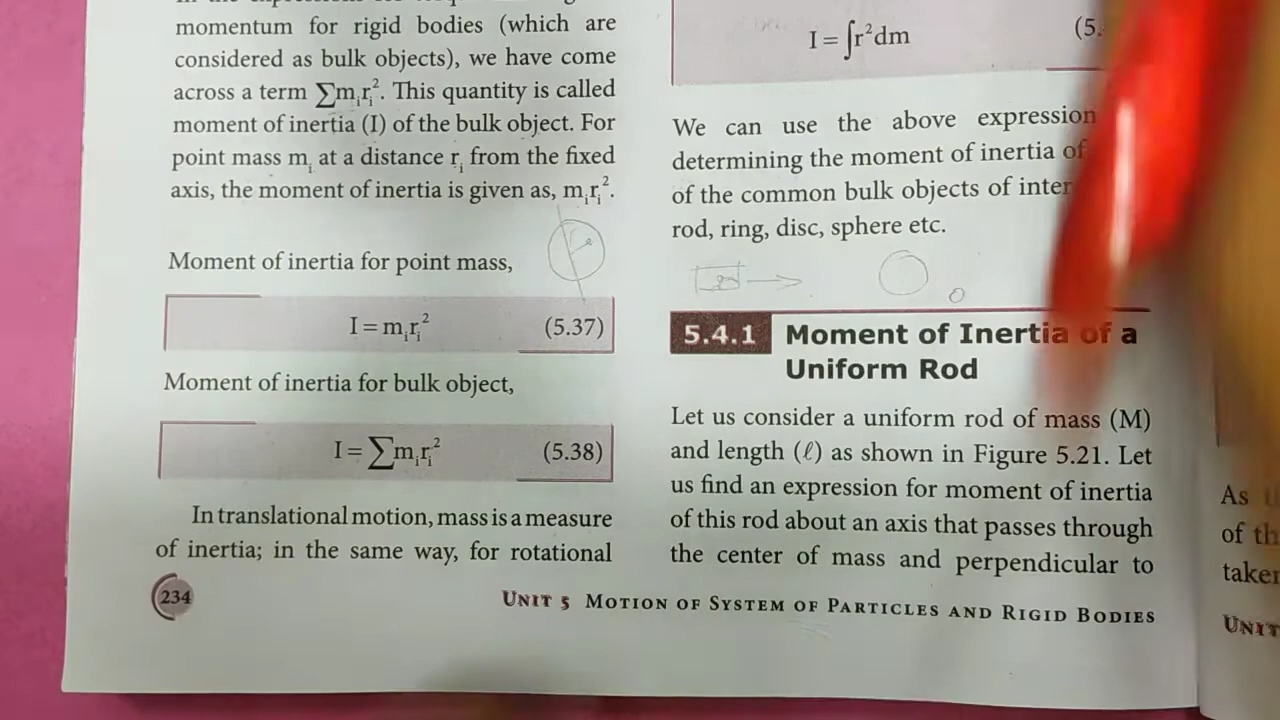 momentum for rigid bodies (which are
considered as bulk objects), we have come
across a term ∑mᵢrᵢ². This quantity is called
moment of inertia (I) of the bulk object. For
point mass mᵢ at a distance rᵢ from the fixed
axis, the moment of inertia is given as, mᵢrᵢ².
Moment of inertia for point mass,
I = mᵢrᵢ² (5.37)
Moment of inertia for bulk object,
I = ∑mᵢrᵢ² (5.38)
In translational motion, mass is a measure
of inertia; in the same way, for rotational
I = ∫r²dm (5.
We can use the above expression
determining the moment of inertia of
of the common bulk objects of inter
rod, ring, disc, sphere etc.
5.4.1 Moment of Inertia of a
Uniform Rod
Let us consider a uniform rod of mass (M)
and length (ℓ) as shown in Figure 5.21. Let
us find an expression for moment of inertia
of this rod about an axis that passes through
the center of mass and perpendicular to
234
UNIT 5 MOTION OF SYSTEM OF PARTICLES AND RIGID BODIES
As
of th
taken
UNIT